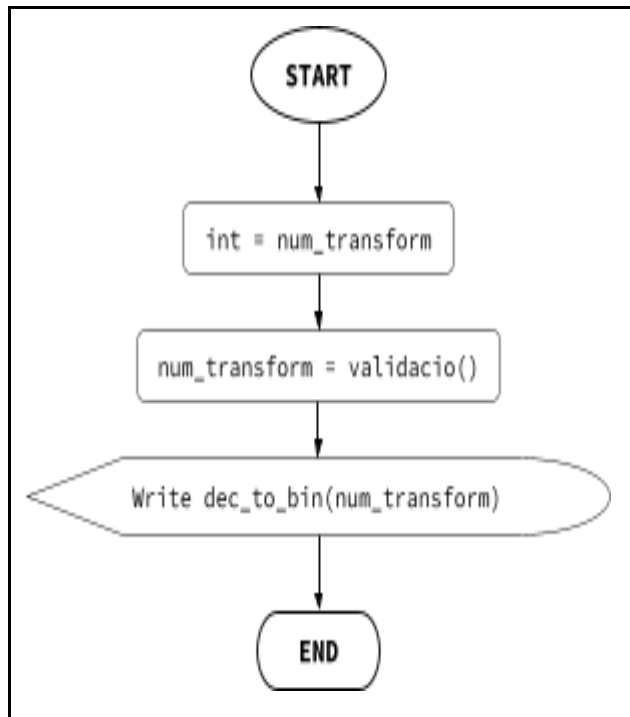 START
int = num_transform
num_transform = validacio()
Write dec_to_bin(num_transform)
END